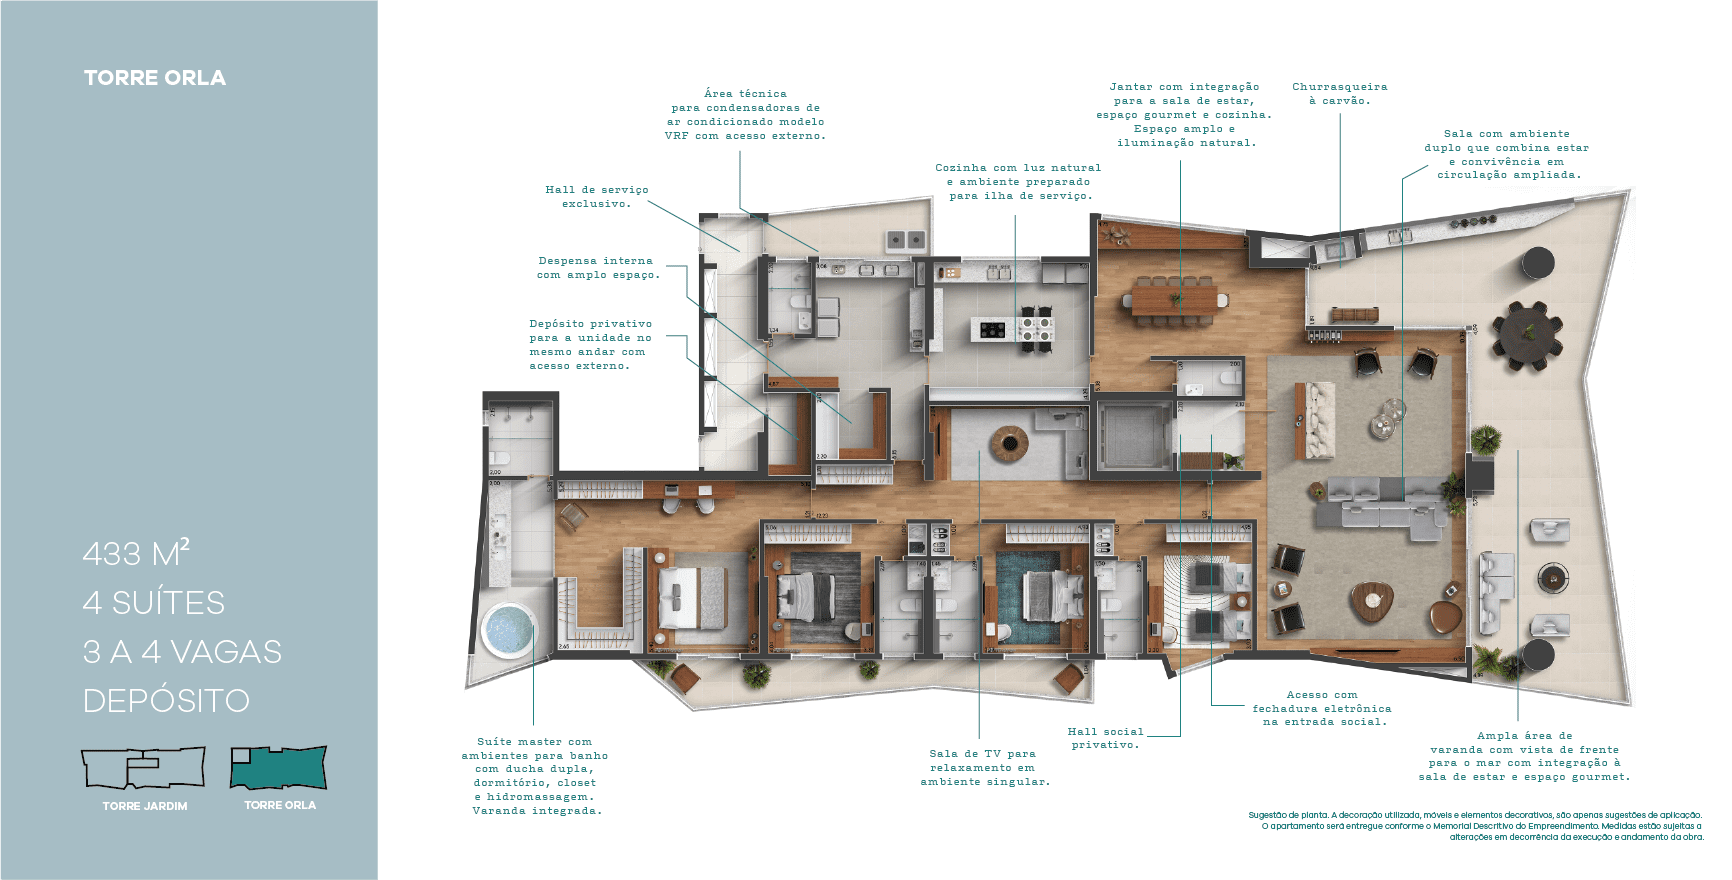 TORRE ORLA
433 M²
4 SUÍTES
3 A 4 VAGAS
DEPÓSITO
TORRE JARDIM
TORRE ORLA
Área técnica
para condensadoras de
ar condicionado modelo
VRF com acesso externo.
Hall de serviço
exclusivo.
Despensa interna
com amplo espaço.
Depósito privativo
para a unidade no
mesmo andar com
acesso externo.
Cozinha com luz natural
e ambiente preparado
para ilha de serviço.
Jantar com integração
para a sala de estar,
espaço gourmet e cozinha.
Espaço amplo e
iluminação natural.
Churrasqueira
à carvão.
Sala com ambiente
duplo que combina estar
e convivência em
circulação ampliada.
Suíte master com
ambientes para banho
com ducha dupla,
dormitório, closet
e hidromassagem.
Varanda integrada.
Sala de TV para
relaxamento em
ambiente singular.
Hall social
privativo.
Acesso com
fechadura eletrônica
na entrada social.
Ampla área de
varanda com vista de frente
para o mar com integração à
sala de estar e espaço gourmet.
Sugestão de planta. A decoração utilizada, móveis e elementos decorativos, são apenas sugestões de aplicação.
O apartamento será entregue conforme o Memorial Descritivo do Empreendimento. Medidas estão sujeitas a
alterações em decorrência da execução e andamento da obra.